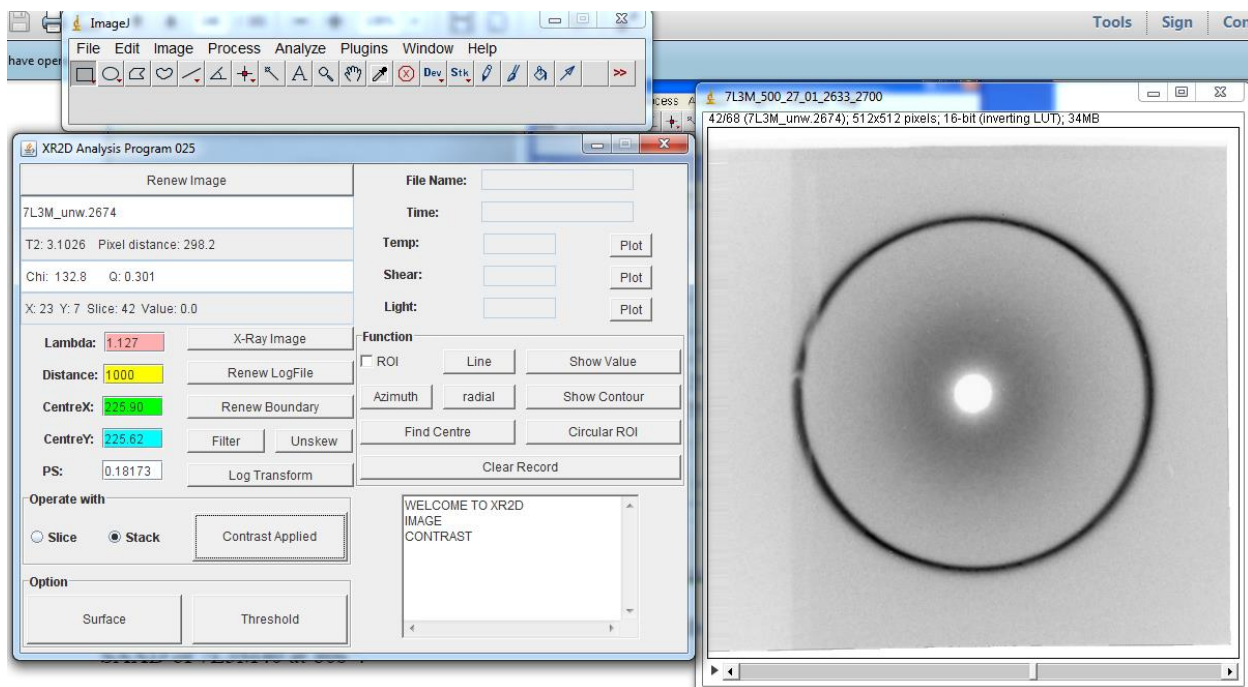 Tools Sign Con
have ope
ImageJ
File Edit Image Process Analyze Plugins Window Help
Dev Stk >>
XR2D Analysis Program 025
Renew Image
7L3M_unw.2674
T2: 3.1026 Pixel distance: 298.2
Chi: 132.8 Q: 0.301
X: 23 Y: 7 Slice: 42 Value: 0.0
Lambda: 1.127 X-Ray Image
Distance: 1000 Renew LogFile
CentreX: 225.90 Renew Boundary
CentreY: 225.62 Filter Unskew
PS: 0.18173 Log Transform
Operate with
Slice Stack Contrast Applied
Option
Surface Threshold
File Name:
Time:
Temp: Plot
Shear: Plot
Light: Plot
Function
ROI Line Show Value
Azimuth radial Show Contour
Find Centre Circular ROI
Clear Record
WELCOME TO XR2D
IMAGE
CONTRAST
cess A
7L3M_500_27_01_2633_2700
42/68 (7L3M_unw.2674); 512x512 pixels; 16-bit (inverting LUT); 34MB